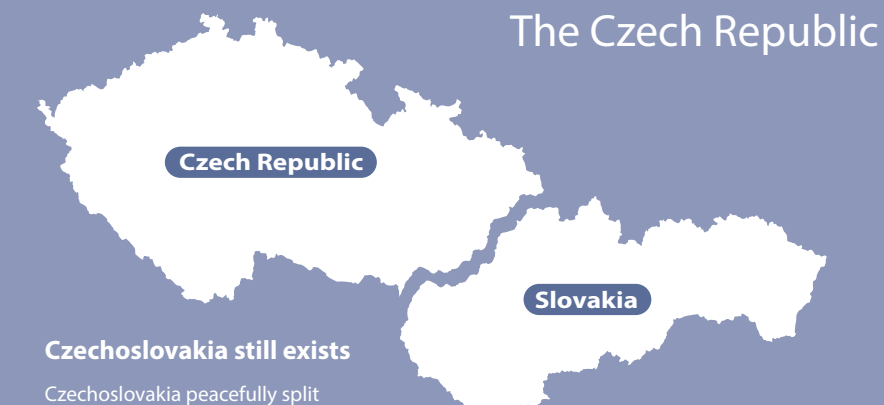 The Czech Republic
Czech Republic
Slovakia
Czechoslovakia still exists
Czechoslovakia peacefully split